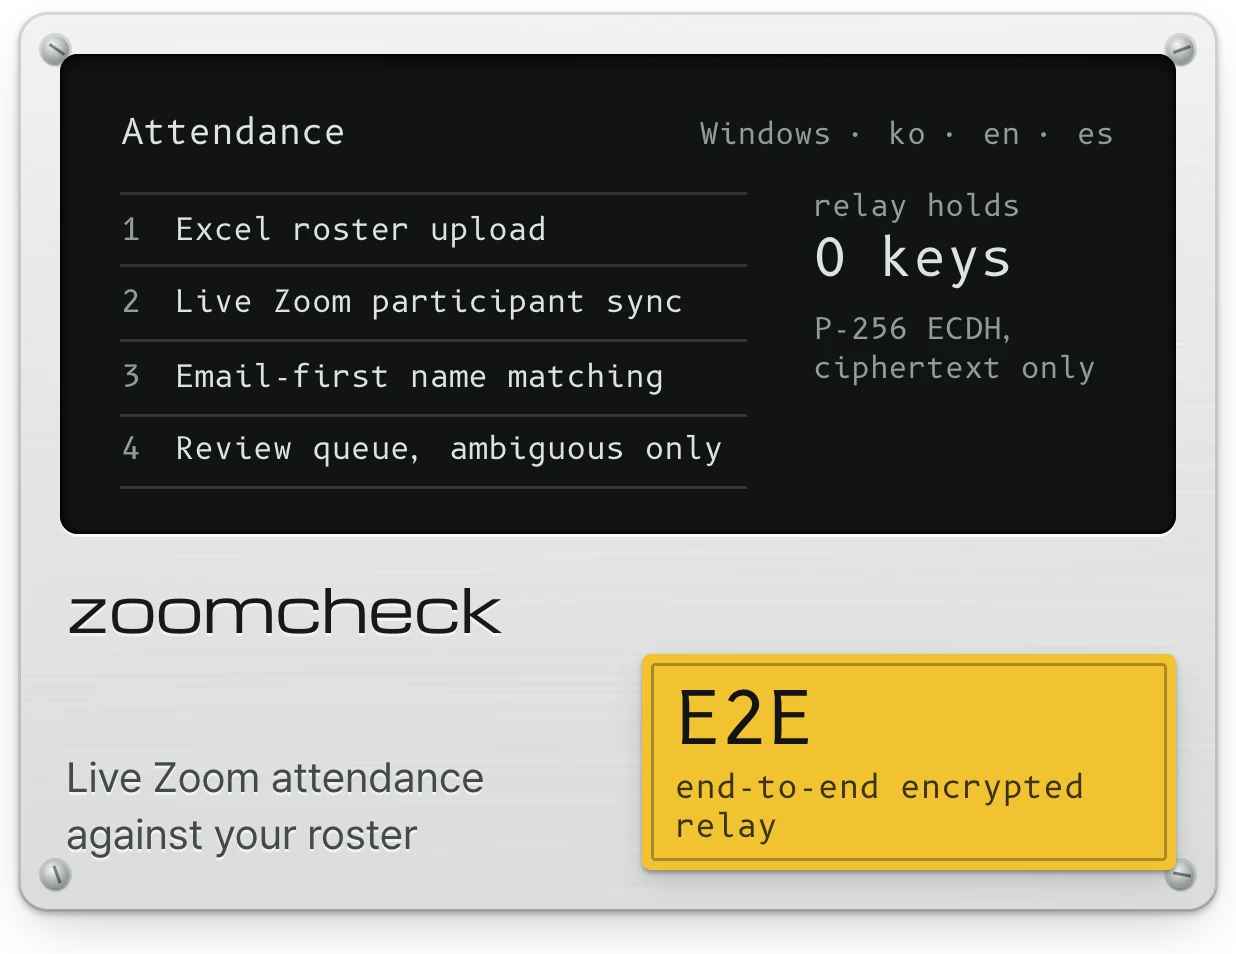 Attendance
Windows · ko · en · es
1 Excel roster upload
2 Live Zoom participant sync
3 Email-first name matching
4 Review queue, ambiguous only
relay holds
0 keys
P-256 ECDH,
ciphertext only
zoomcheck
Live Zoom attendance
against your roster
E2E
end-to-end encrypted
relay